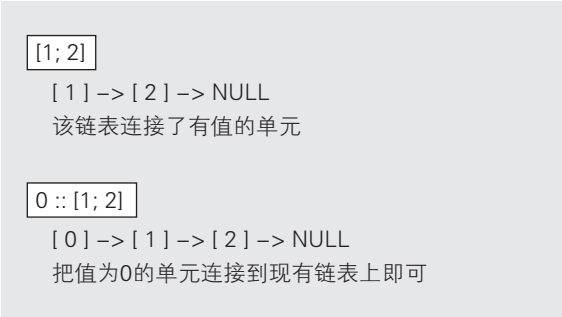 [1; 2]
[ 1 ] –> [ 2 ] –> NULL
该链表连接了有值的单元
0 :: [1; 2]
[ 0 ] –> [ 1 ] –> [ 2 ] –> NULL
把值为0的单元连接到现有链表上即可